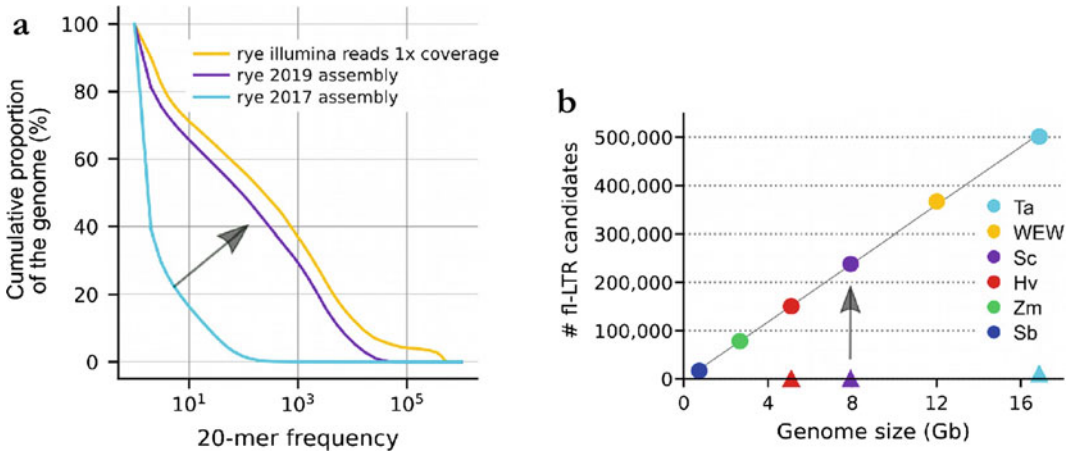 a
100
80
60
40
20
0
Cumulative proportion
of the genome (%)
rye illumina reads 1x coverage
rye 2019 assembly
rye 2017 assembly
10¹
10³
10⁵
20-mer frequency
b
500,000
400,000
300,000
200,000
100,000
0
# fl-LTR candidates
Ta
WEW
Sc
Hv
Zm
Sb
0
4
8
12
16
Genome size (Gb)